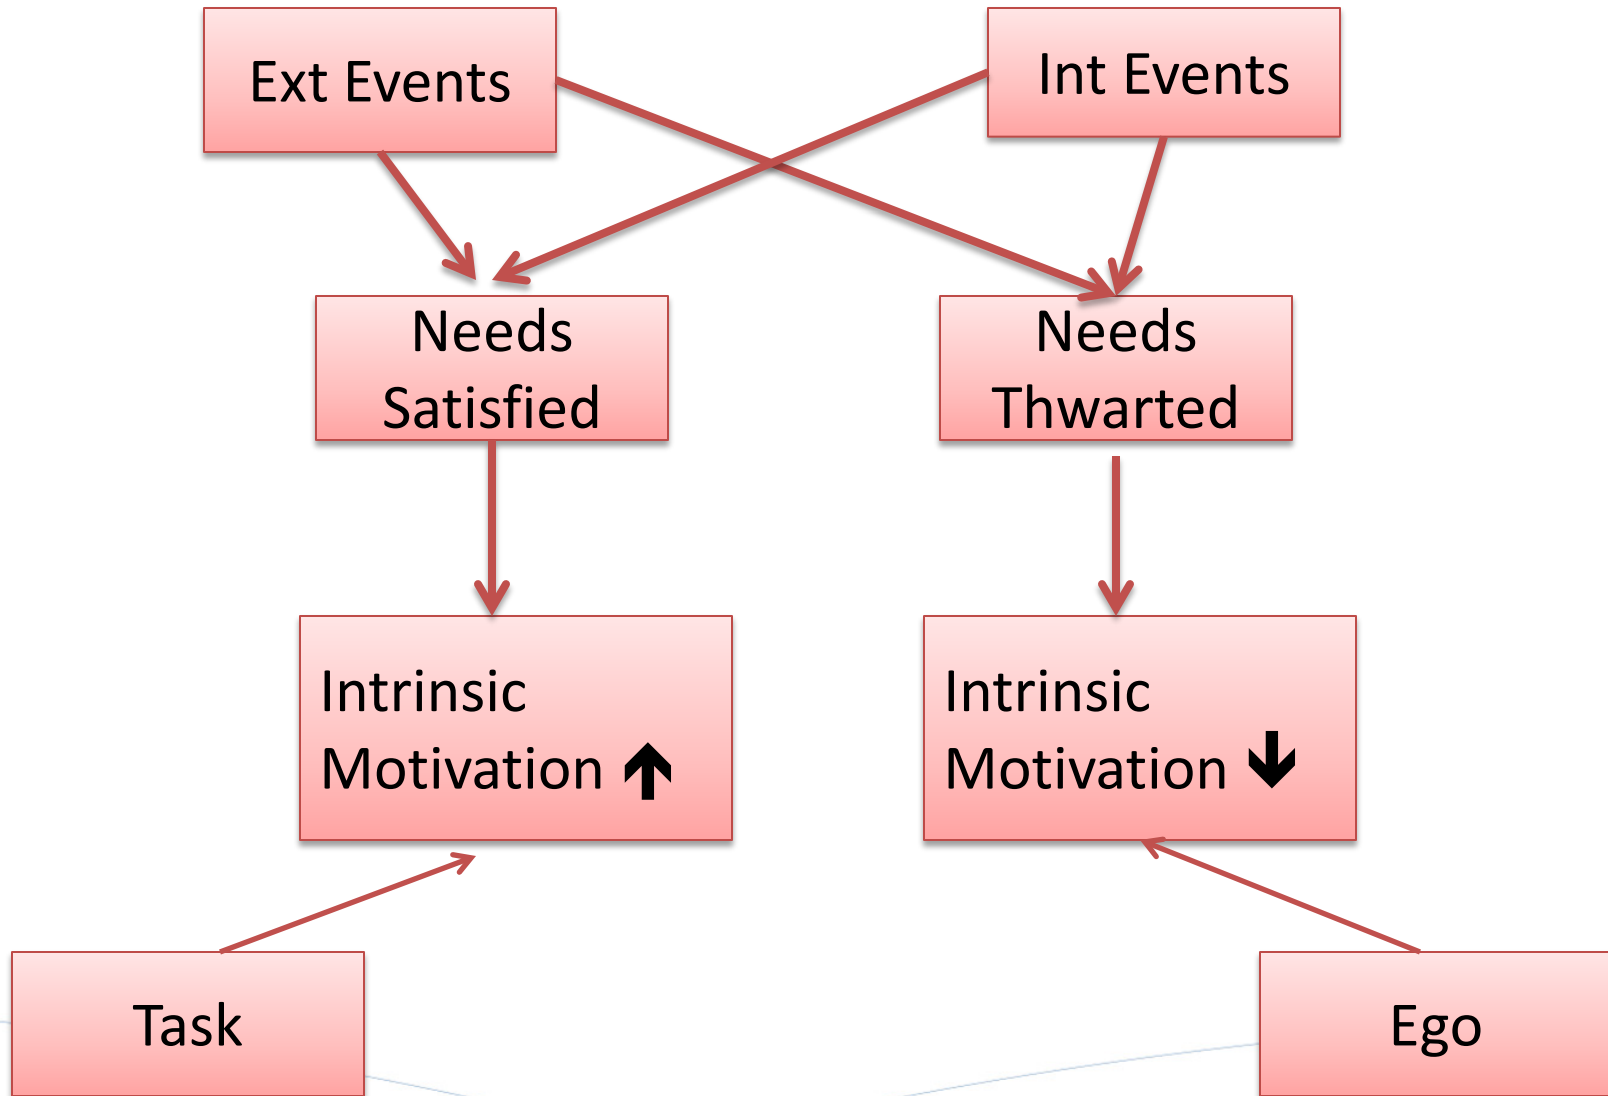 Ext Events
Int Events
Needs
Satisfied
Needs
Thwarted
Intrinsic
Motivation 🡹
Intrinsic
Motivation 🡻
Task
Ego